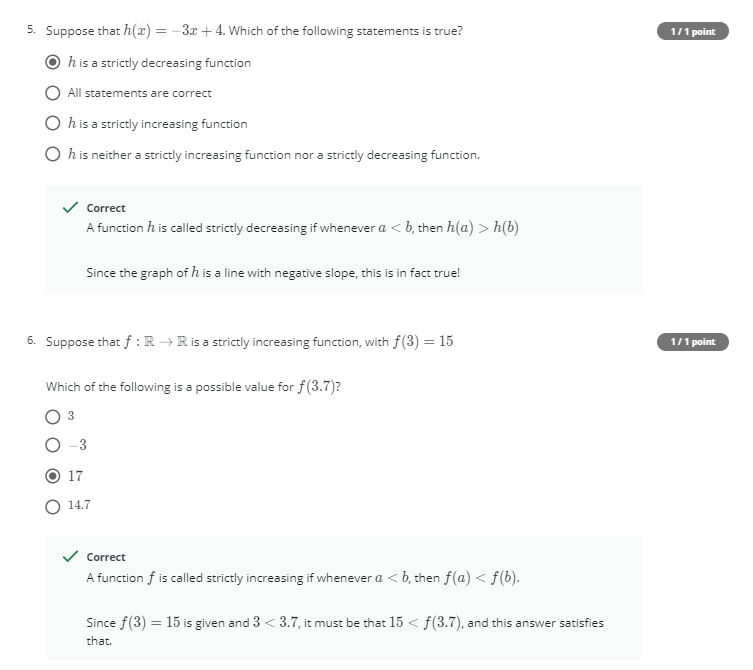 5. Suppose that h(x) = −3x + 4. Which of the following statements is true?
1 / 1 point
h is a strictly decreasing function
All statements are correct
h is a strictly increasing function
h is neither a strictly increasing function nor a strictly decreasing function.
Correct
A function h is called strictly decreasing if whenever a < b, then h(a) > h(b)
Since the graph of h is a line with negative slope, this is in fact true!
6. Suppose that f : ℝ → ℝ is a strictly increasing function, with f(3) = 15
1 / 1 point
Which of the following is a possible value for f(3.7)?
3
−3
17
14.7
Correct
A function f is called strictly increasing if whenever a < b, then f(a) < f(b).
Since f(3) = 15 is given and 3 < 3.7, it must be that 15 < f(3.7), and this answer satisfies
that.